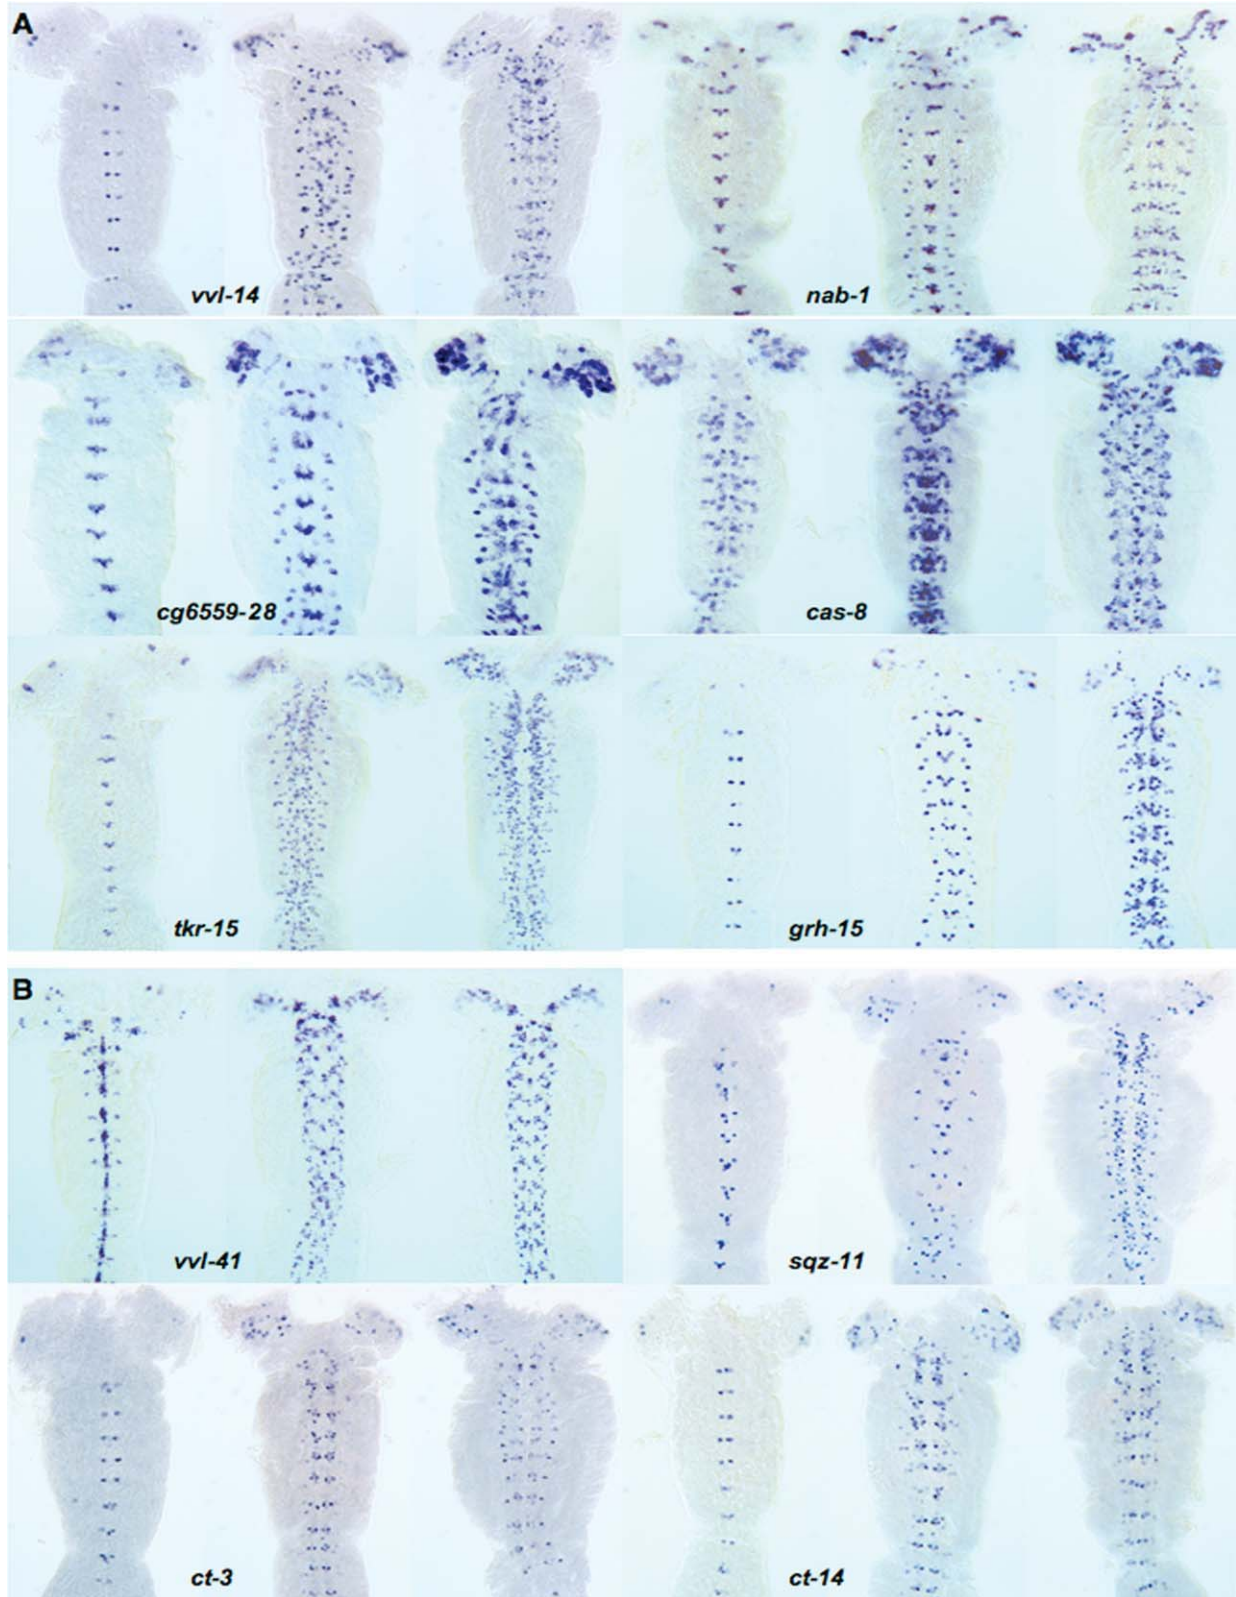 A
vvl-14
nab-1
cg6559-28
cas-8
tkr-15
grh-15
B
vvl-41
sqz-11
ct-3
ct-14